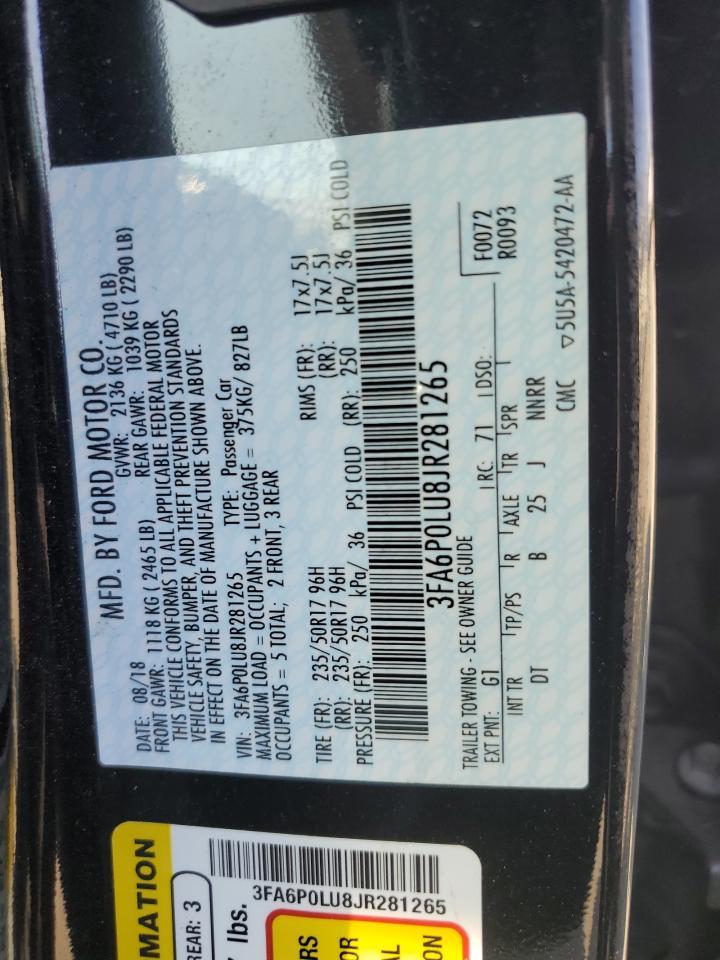 MFD. BY FORD MOTOR CO.
DATE: 08/18 GVWR: 2136 KG ( 4710 LB)
FRONT GAWR: 1118 KG ( 2465 LB) REAR GAWR: 1039 KG ( 2290 LB)
THIS VEHICLE CONFORMS TO ALL APPLICABLE FEDERAL MOTOR
VEHICLE SAFETY, BUMPER, AND THEFT PREVENTION STANDARDS
IN EFFECT ON THE DATE OF MANUFACTURE SHOWN ABOVE.
VIN: 3FA6P0LU8JR281265 TYPE: Passenger Car
MAXIMUM LOAD = OCCUPANTS + LUGGAGE = 375KG/ 827LB
OCCUPANTS = 5 TOTAL; 2 FRONT, 3 REAR
TIRE (FR): 235/50R17 96H RIMS (FR): 17x7.5J
(RR): 235/50R17 96H (RR): 17x7.5J
PRESSURE (FR): 250 kPa/ 36 PSI COLD (RR): 250 kPa/ 36 PSI COLD
3FA6P0LU8JR281265
TRAILER TOWING - SEE OWNER GUIDE F0072
EXT PNT: G1 RC: 71 DSO: R0093
INT TR TP/PS R AXLE TR SPR
DT B 25 J NNRR
CMC ▽5U5A-5420472-AA
MATION
REAR: 3
lbs.
3FA6P0LU8JR281265
RS
OR
AL
ON